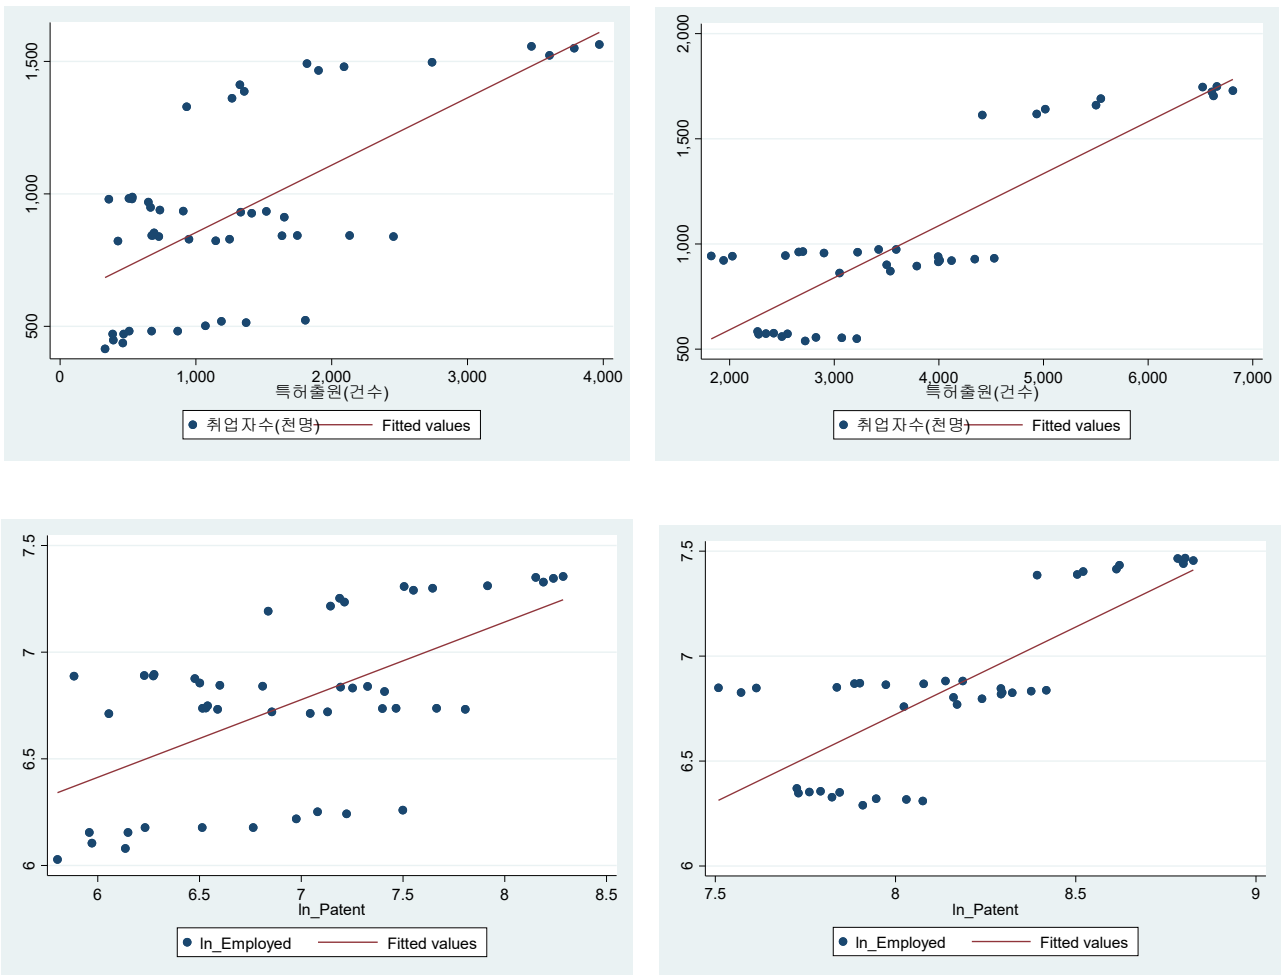 1,500
1,000
500
0 1,000 2,000 3,000 4,000
특허출원(건수)
취업자수(천명) Fitted values
2,000
1,500
1,000
500
2,000 3,000 4,000 5,000 6,000 7,000
특허출원(건수)
취업자수(천명) Fitted values
7.5
7
6.5
6
6 6.5 7 7.5 8 8.5
ln_Patent
ln_Employed Fitted values
7.5
7
6.5
6
7.5 8 8.5 9
ln_Patent
ln_Employed Fitted values